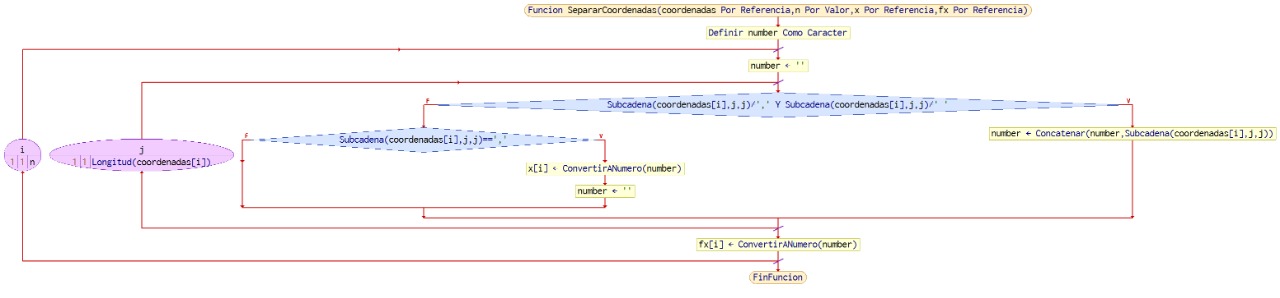 Funcion SepararCoordenadas(coordenadas Por Referencia,n Por Valor,x Por Referencia,fx Por Referencia)
Definir number Como Caracter
number ← ''
F
Subcadena(coordenadas[i],j,j)/',' Y Subcadena(coordenadas[i],j,j)/' '
V
F
Subcadena(coordenadas[i],j,j)==','
V
number ← Concatenar(number,Subcadena(coordenadas[i],j,j))
i
1 1 n
j
1 1 Longitud(coordenadas[i])
x[i] ← ConvertirANumero(number)
number ← ''
fx[i] ← ConvertirANumero(number)
FinFuncion